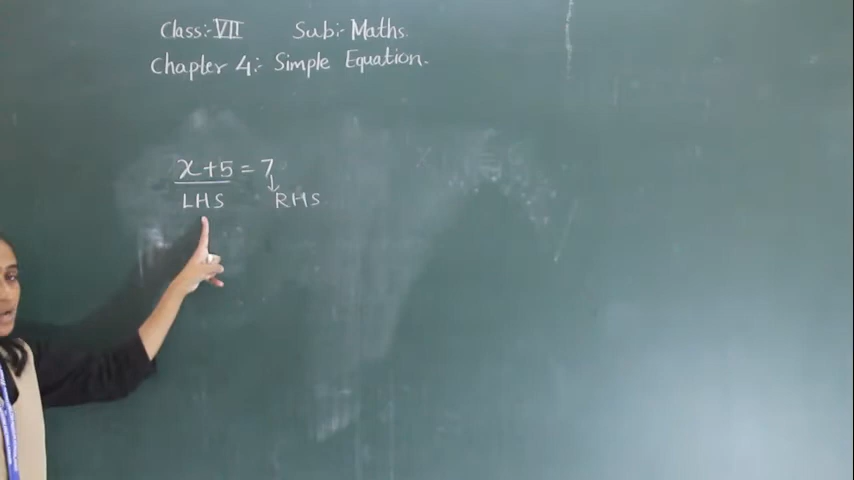 Class:- VII Sub:- Maths.
Chapter 4:- Simple Equation.
x+5 = 7
LHS RHS